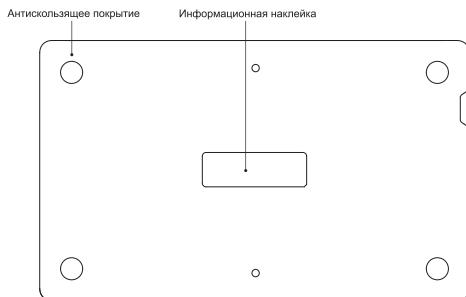 Антискользящее покрытие
Информационная наклейка